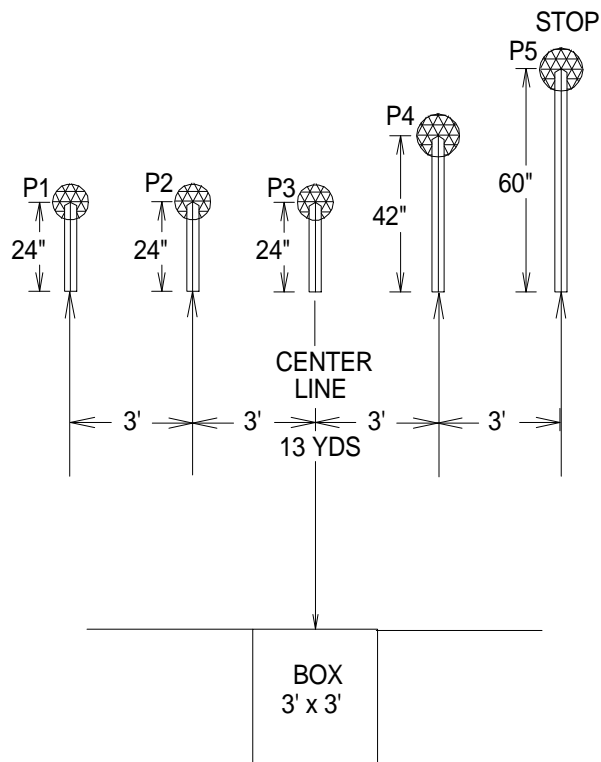 STOP
P5
P4
P1
P2
P3
60"
42"
24"
24"
24"
CENTER
LINE
3'
3'
3'
3'
13 YDS
BOX
3' x 3'